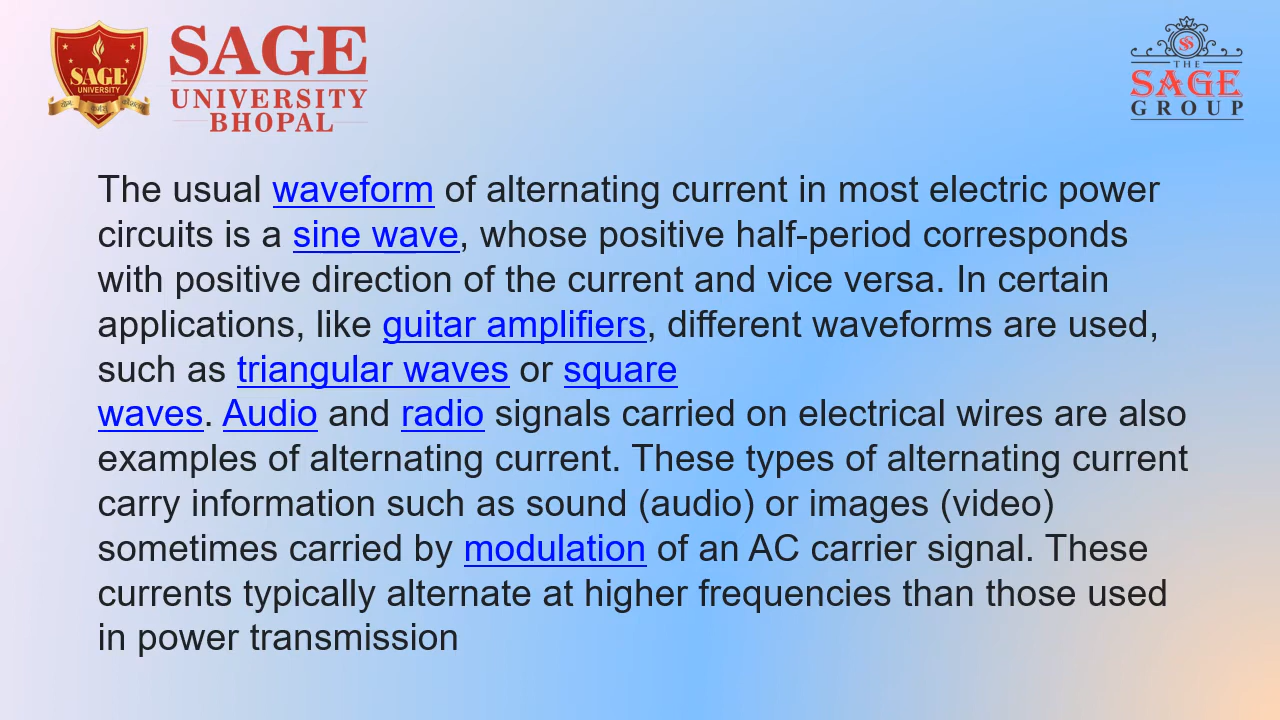 SAGE
UNIVERSITY
SAGE
UNIVERSITY
BHOPAL
THE
SAGE
GROUP
The usual waveform of alternating current in most electric power
circuits is a sine wave, whose positive half-period corresponds
with positive direction of the current and vice versa. In certain
applications, like guitar amplifiers, different waveforms are used,
such as triangular waves or square
waves. Audio and radio signals carried on electrical wires are also
examples of alternating current. These types of alternating current
carry information such as sound (audio) or images (video)
sometimes carried by modulation of an AC carrier signal. These
currents typically alternate at higher frequencies than those used
in power transmission